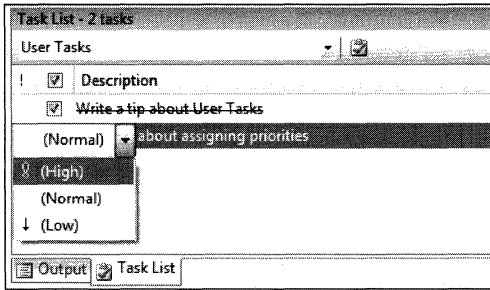 Task List - 2 tasks
User Tasks
! Description
Write a tip about User Tasks
(Normal) about assigning priorities
(High)
(Normal)
↓ (Low)
Output Task List